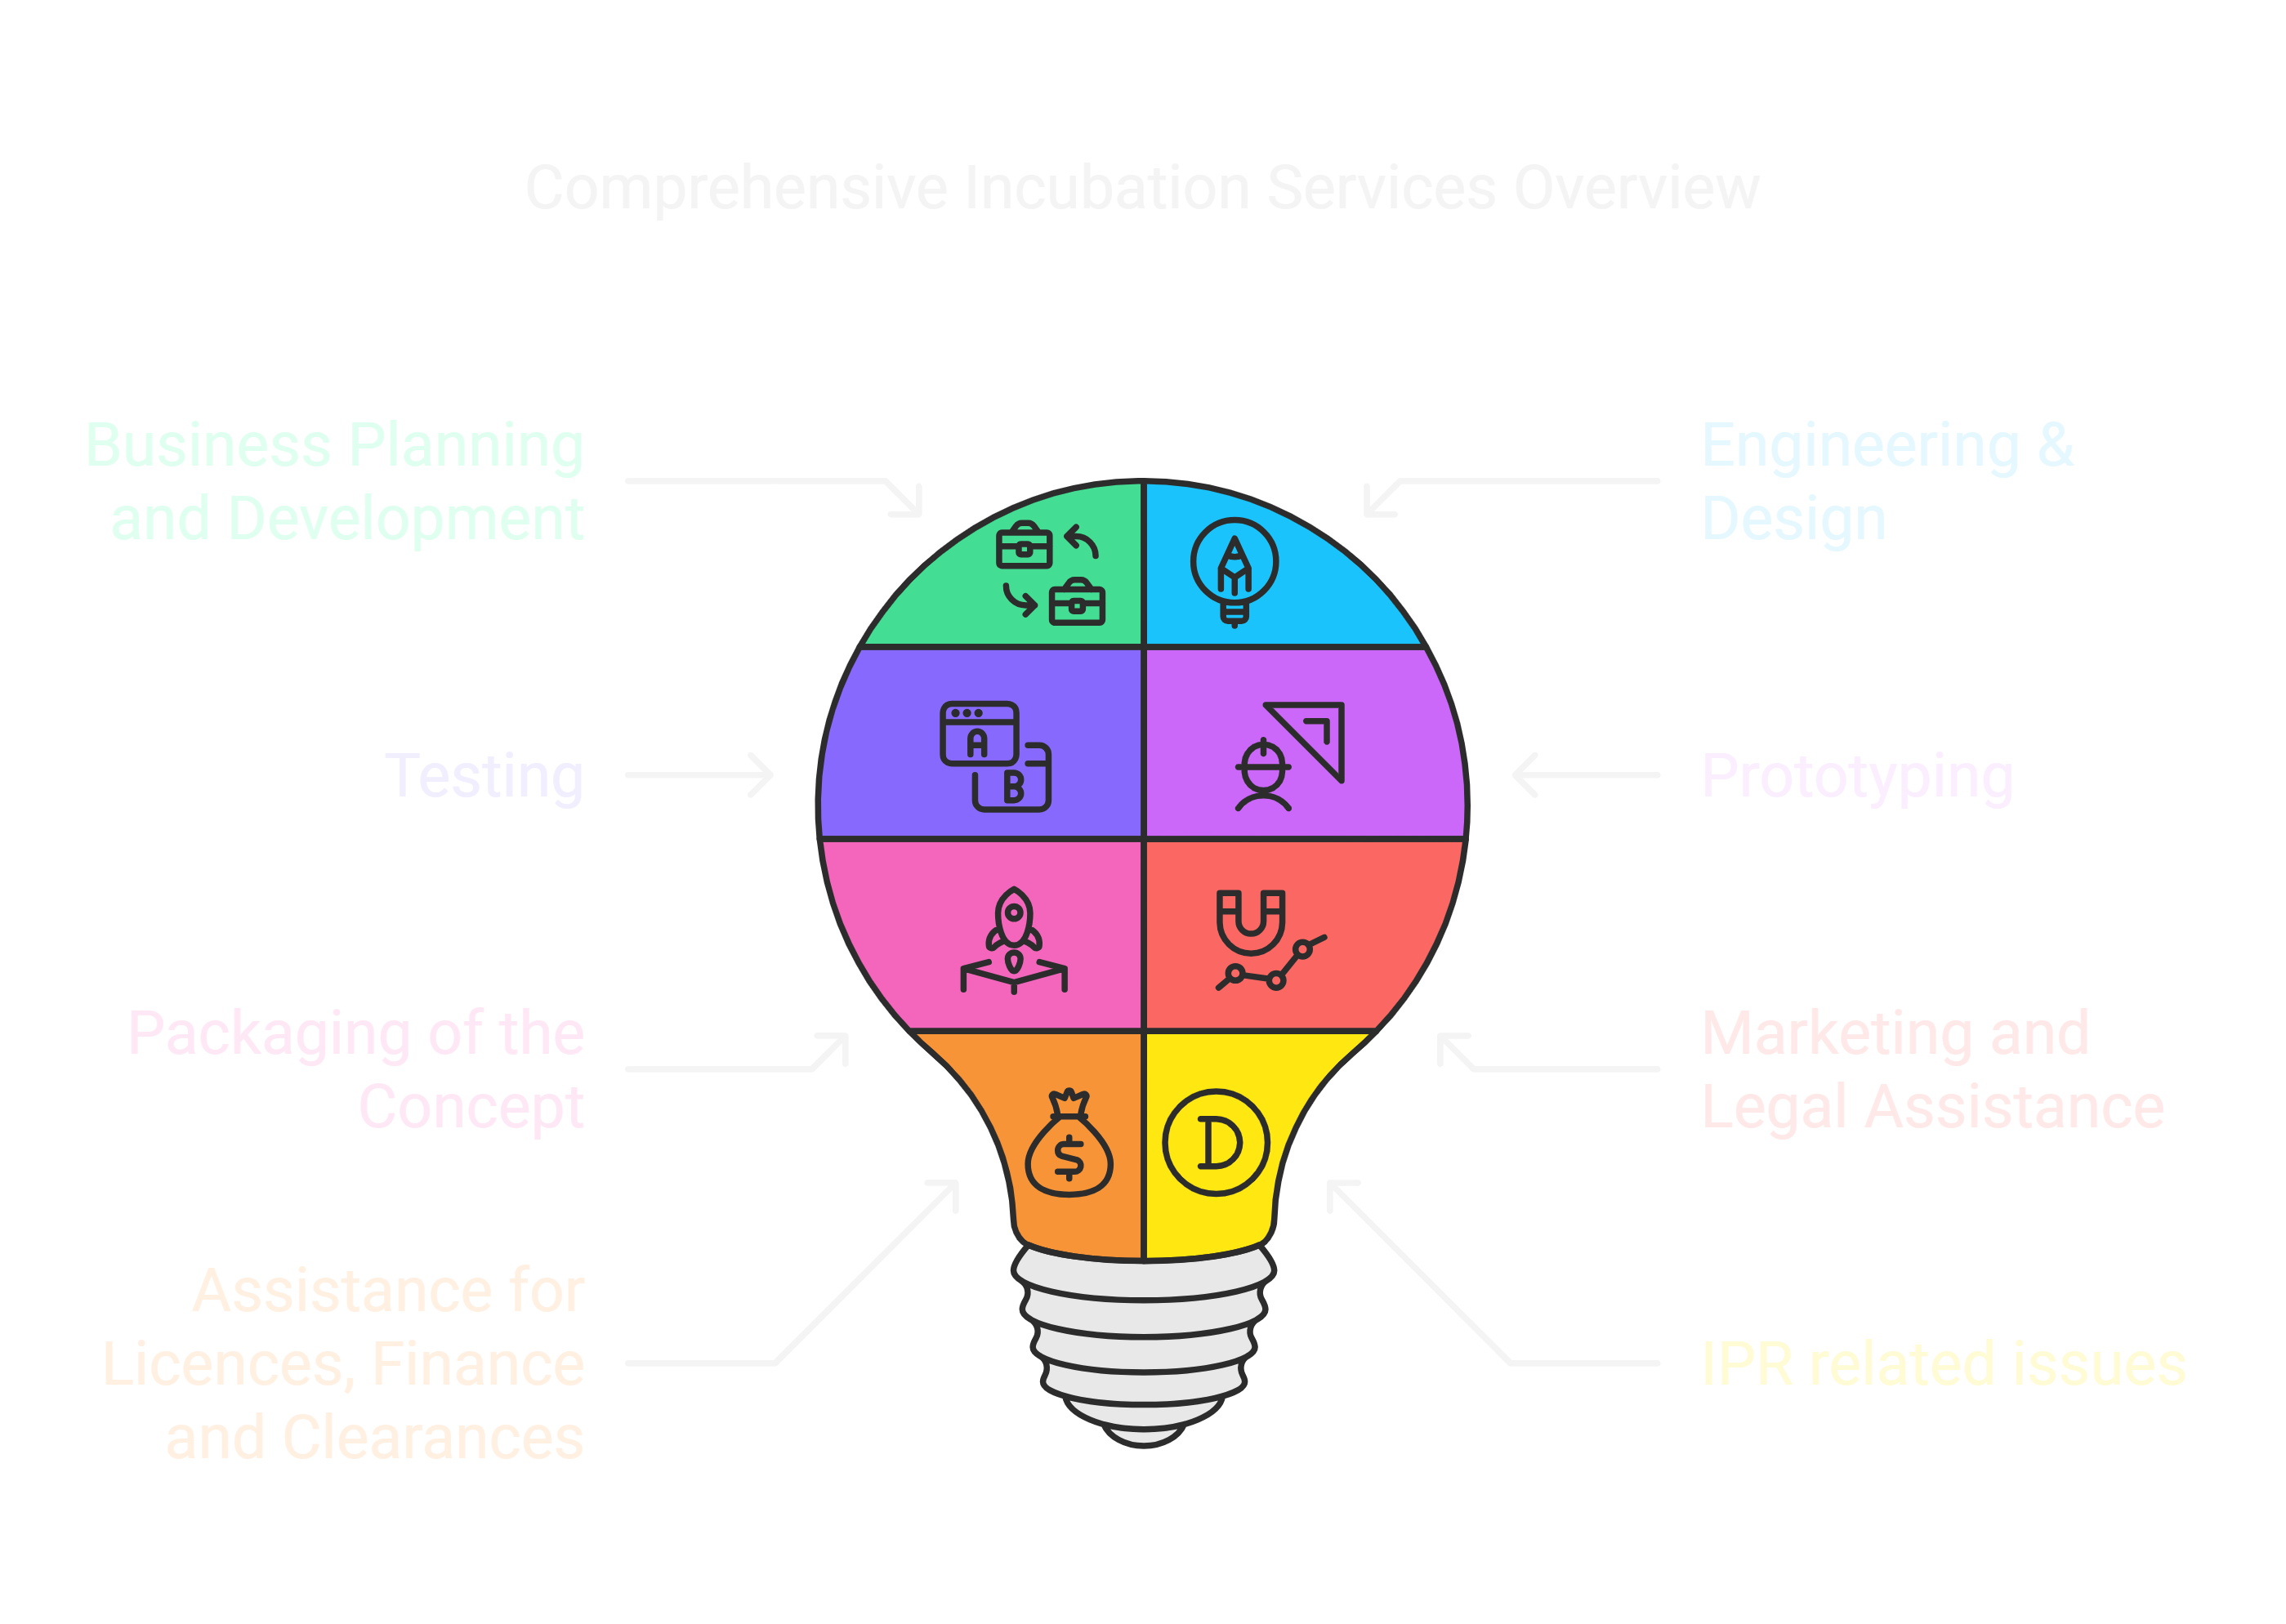 Comprehensive Incubation Services Overview
Business Planning
and Development
Engineering &
Design
Testing
Prototyping
A
B
Packaging of the
Concept
Marketing and
Legal Assistance
$
D
Assistance for
Licences, Finance
and Clearances
IPR related issues